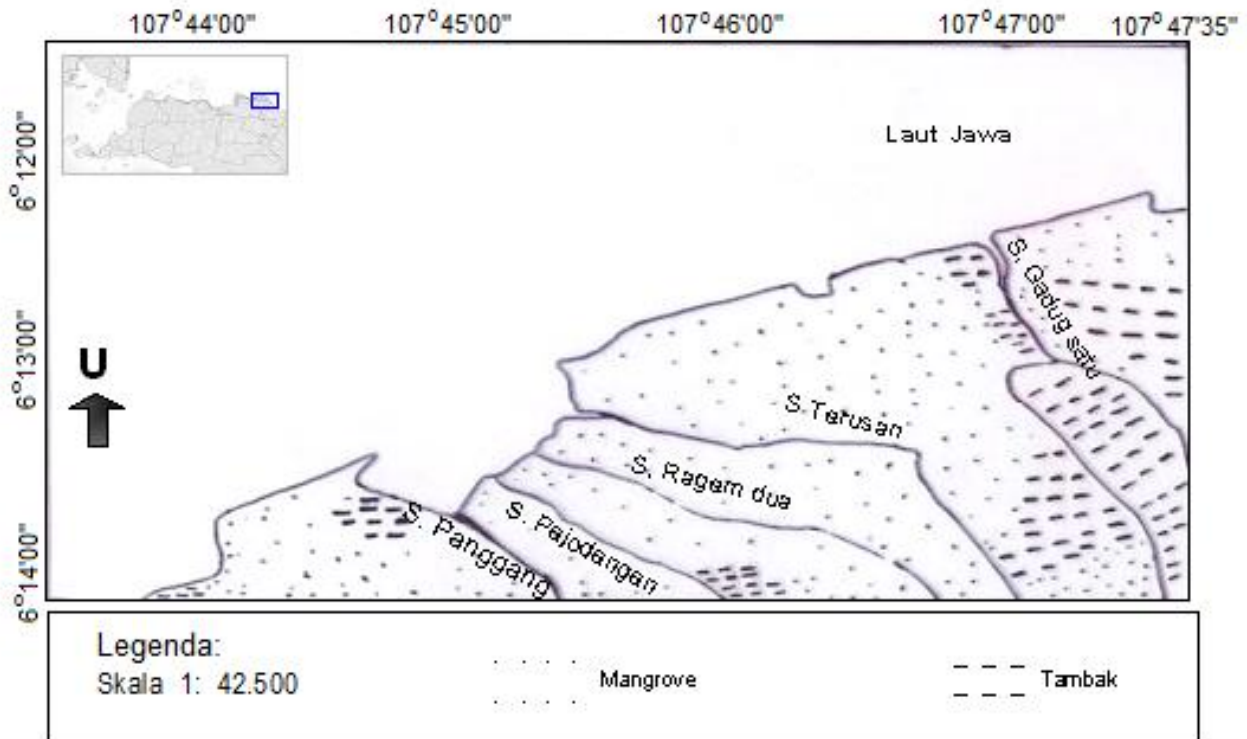 107°44'00" 107°45'00" 107°46'00" 107°47'00" 107°47'35"
6°12'00"
Laut Jawa
S. Gadug satu
6°13'00"
U
S. Terusan
S. Ragem dua
S. Pajodangan
S. Panggang
6°14'00"
Legenda:
Skala 1: 42.500
Mangrove
Tambak